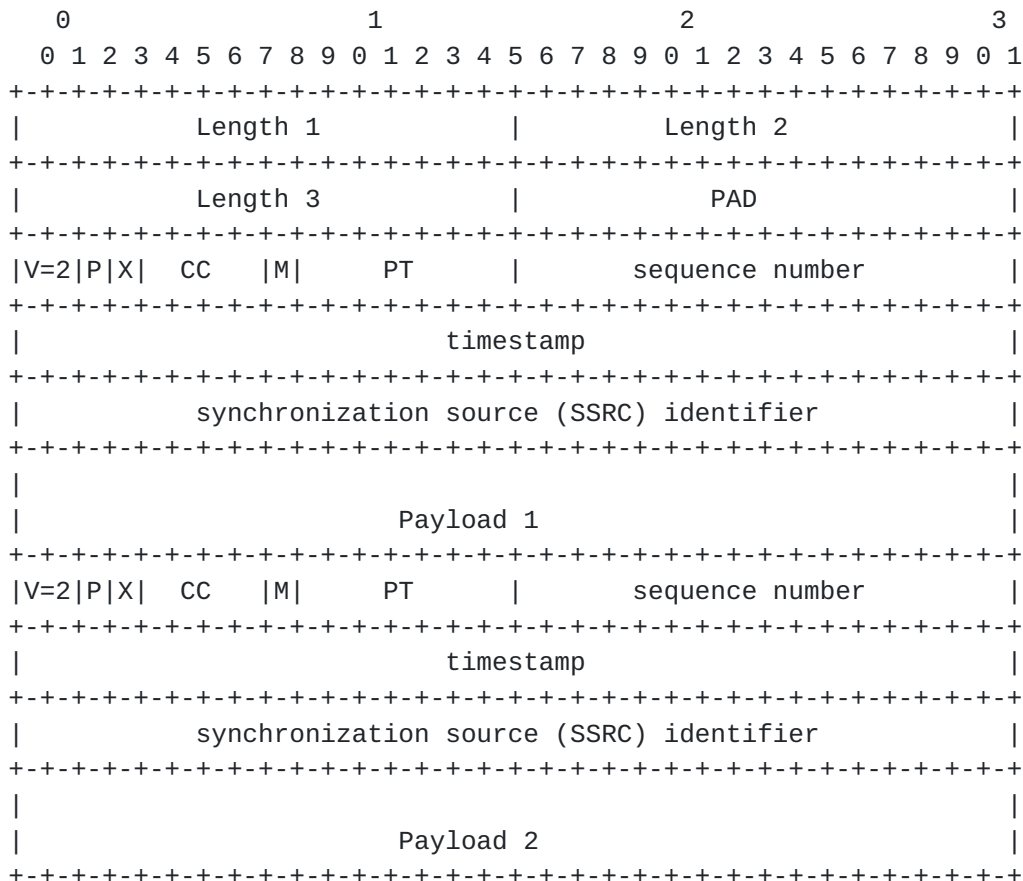 0                   1                   2                   3
  0 1 2 3 4 5 6 7 8 9 0 1 2 3 4 5 6 7 8 9 0 1 2 3 4 5 6 7 8 9 0 1
+-+-+-+-+-+-+-+-+-+-+-+-+-+-+-+-+-+-+-+-+-+-+-+-+-+-+-+-+-+-+-+-+
|           Length 1            |         Length 2              |
+-+-+-+-+-+-+-+-+-+-+-+-+-+-+-+-+-+-+-+-+-+-+-+-+-+-+-+-+-+-+-+-+
|           Length 3            |            PAD                |
+-+-+-+-+-+-+-+-+-+-+-+-+-+-+-+-+-+-+-+-+-+-+-+-+-+-+-+-+-+-+-+-+
|V=2|P|X|  CC   |M|     PT      |       sequence number         |
+-+-+-+-+-+-+-+-+-+-+-+-+-+-+-+-+-+-+-+-+-+-+-+-+-+-+-+-+-+-+-+-+
|                           timestamp                           |
+-+-+-+-+-+-+-+-+-+-+-+-+-+-+-+-+-+-+-+-+-+-+-+-+-+-+-+-+-+-+-+-+
|           synchronization source (SSRC) identifier            |
+-+-+-+-+-+-+-+-+-+-+-+-+-+-+-+-+-+-+-+-+-+-+-+-+-+-+-+-+-+-+-+-+
|                                                               |
|                        Payload 1                              |
+-+-+-+-+-+-+-+-+-+-+-+-+-+-+-+-+-+-+-+-+-+-+-+-+-+-+-+-+-+-+-+-+
|V=2|P|X|  CC   |M|     PT      |       sequence number         |
+-+-+-+-+-+-+-+-+-+-+-+-+-+-+-+-+-+-+-+-+-+-+-+-+-+-+-+-+-+-+-+-+
|                           timestamp                           |
+-+-+-+-+-+-+-+-+-+-+-+-+-+-+-+-+-+-+-+-+-+-+-+-+-+-+-+-+-+-+-+-+
|           synchronization source (SSRC) identifier            |
+-+-+-+-+-+-+-+-+-+-+-+-+-+-+-+-+-+-+-+-+-+-+-+-+-+-+-+-+-+-+-+-+
|                                                               |
|                        Payload 2                              |
+-+-+-+-+-+-+-+-+-+-+-+-+-+-+-+-+-+-+-+-+-+-+-+-+-+-+-+-+-+-+-+-+